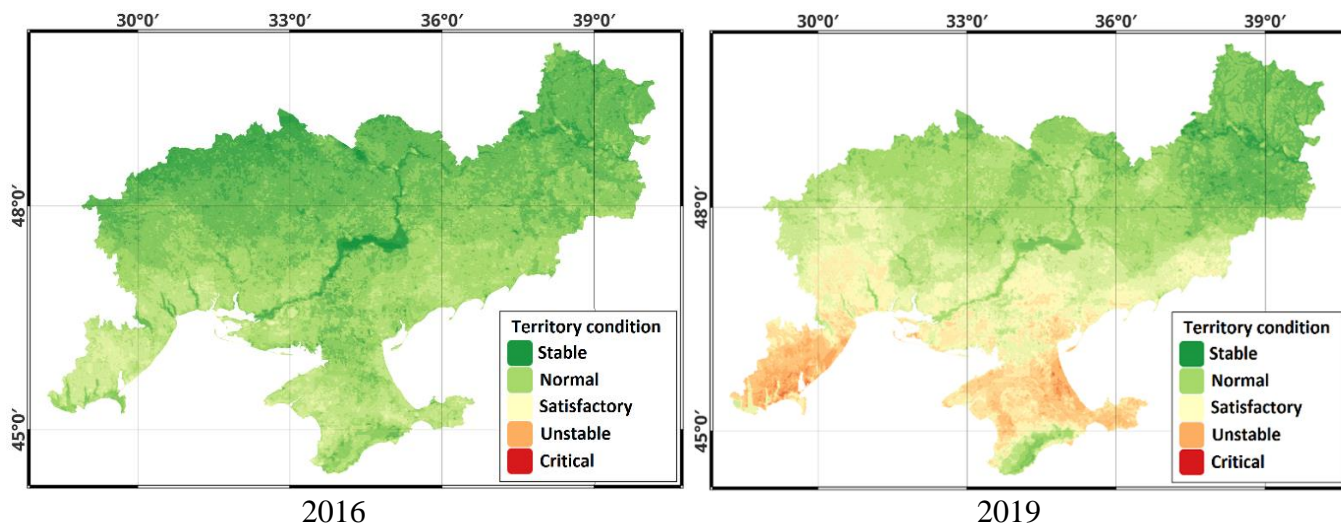 30°0′ 33°0′ 36°0′ 39°0′
48°0′
45°0′
Territory condition
Stable
Normal
Satisfactory
Unstable
Critical
2016
30°0′ 33°0′ 36°0′ 39°0′
48°0′
45°0′
Territory condition
Stable
Normal
Satisfactory
Unstable
Critical
2019